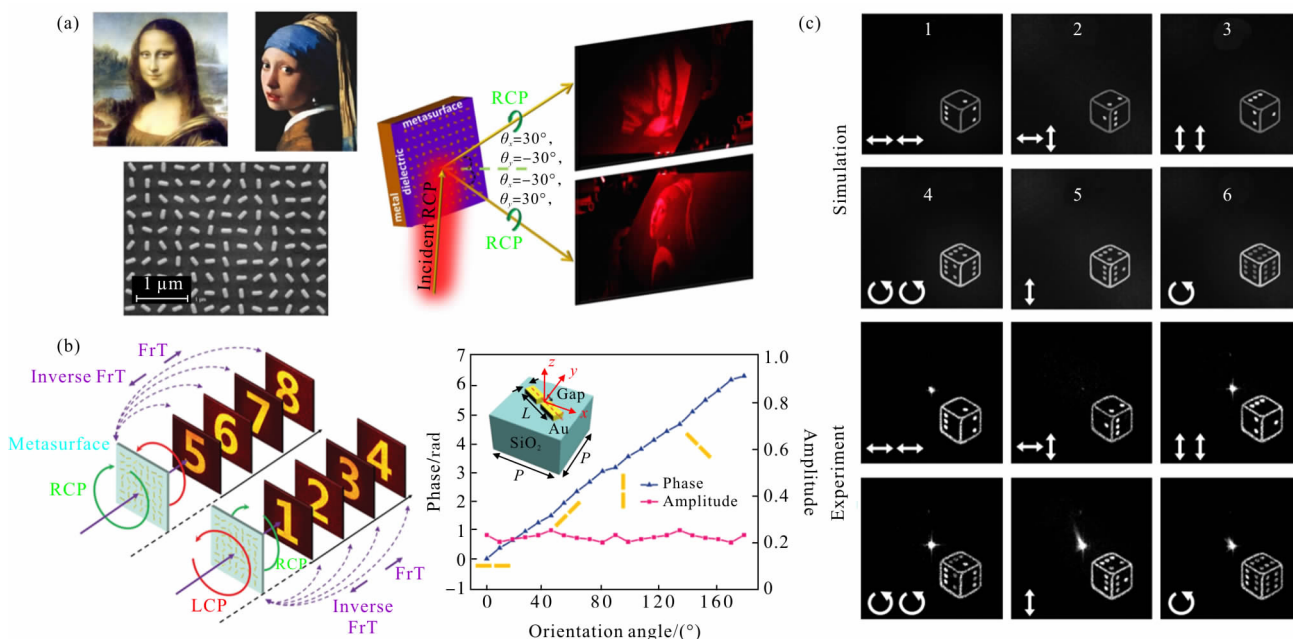 (a)
RCP
metasurface
dielectric
metal
θx=30°,
θy=−30°,
θx=−30°,
θy=30°,
RCP
Incident RCP
1 μm
(b)
FrT
Inverse FrT
8
7
6
5
Metasurface
RCP
4
3
2
1
RCP
LCP
FrT
Inverse
FrT
7
6
5
4
3
2
1
0
−1
Phase/rad
z
y
x
Gap
L
Au
SiO₂
P
P
Phase
Amplitude
1.0
0.8
0.6
0.4
0.2
0
Amplitude
0
40
80
120
160
Orientation angle/(°)
(c)
1
2
3
4
5
6
Simulation
Experiment